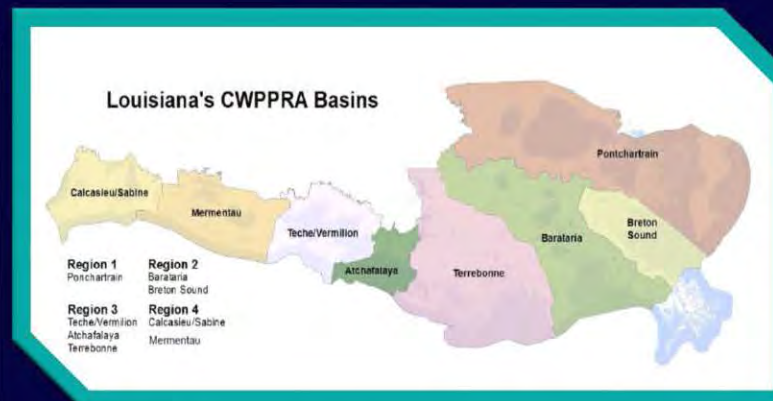 Louisiana's CWPPRA Basins
Pontchartrain
Calcasieu/Sabine
Mermentau
Breton
Sound
Teche/Vermilion
Barataria
Atchafalaya
Terrebonne
Region 1
Pontchartrain
Region 2
Barataria
Breton Sound
Region 3
Teche/Vermilion
Atchafalaya
Terrebonne
Region 4
Calcasieu/Sabine
Mermentau